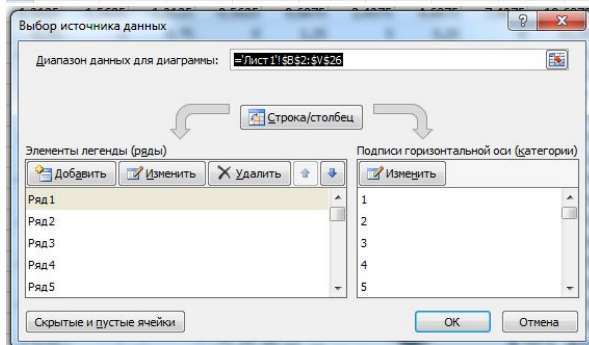 Выбор источника данных
Диапазон данных для диаграммы: ='Лист1'!$B$2:$V$26
Строка/столбец
Элементы легенды (ряды)
Подписи горизонтальной оси (категории)
Добавить Изменить Удалить
Изменить
Ряд1
1
Ряд2
2
Ряд3
3
Ряд4
4
Ряд5
5
Скрытые и пустые ячейки
ОК Отмена